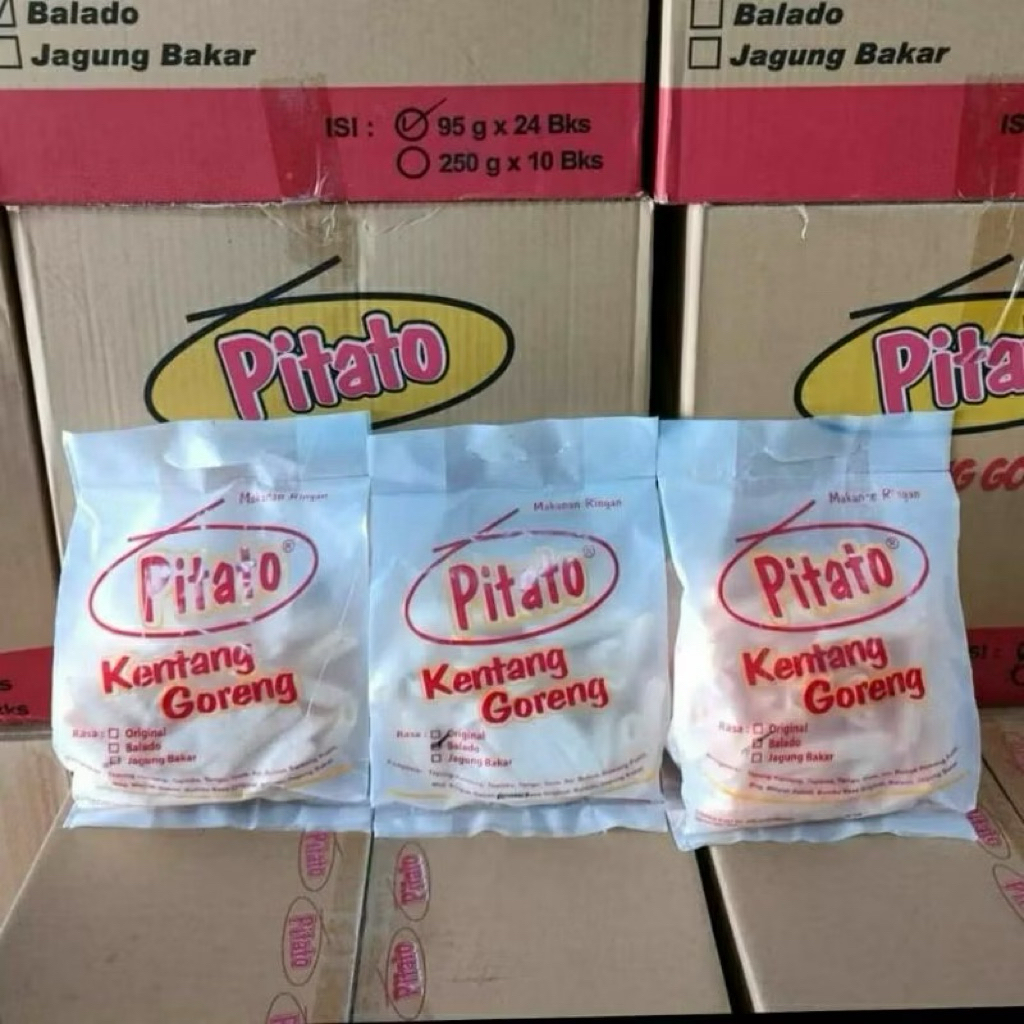 Balado
Jagung Bakar
ISI : 95 g x 24 Bks
250 g x 10 Bks
Balado
Jagung Bakar
Pitato
Makanan Ringan
Pitato®
Kentang
Goreng
Rasa : Original
Balado
Jagung Bakar
Makanan Ringan
Pitato®
Kentang
Goreng
Rasa : Original
Balado
Jagung Bakar
Makanan Ringan
Pitato®
Kentang
Goreng
Rasa : Original
Balado
Jagung Bakar
Pitato
Pitato
Pitato
Pitato